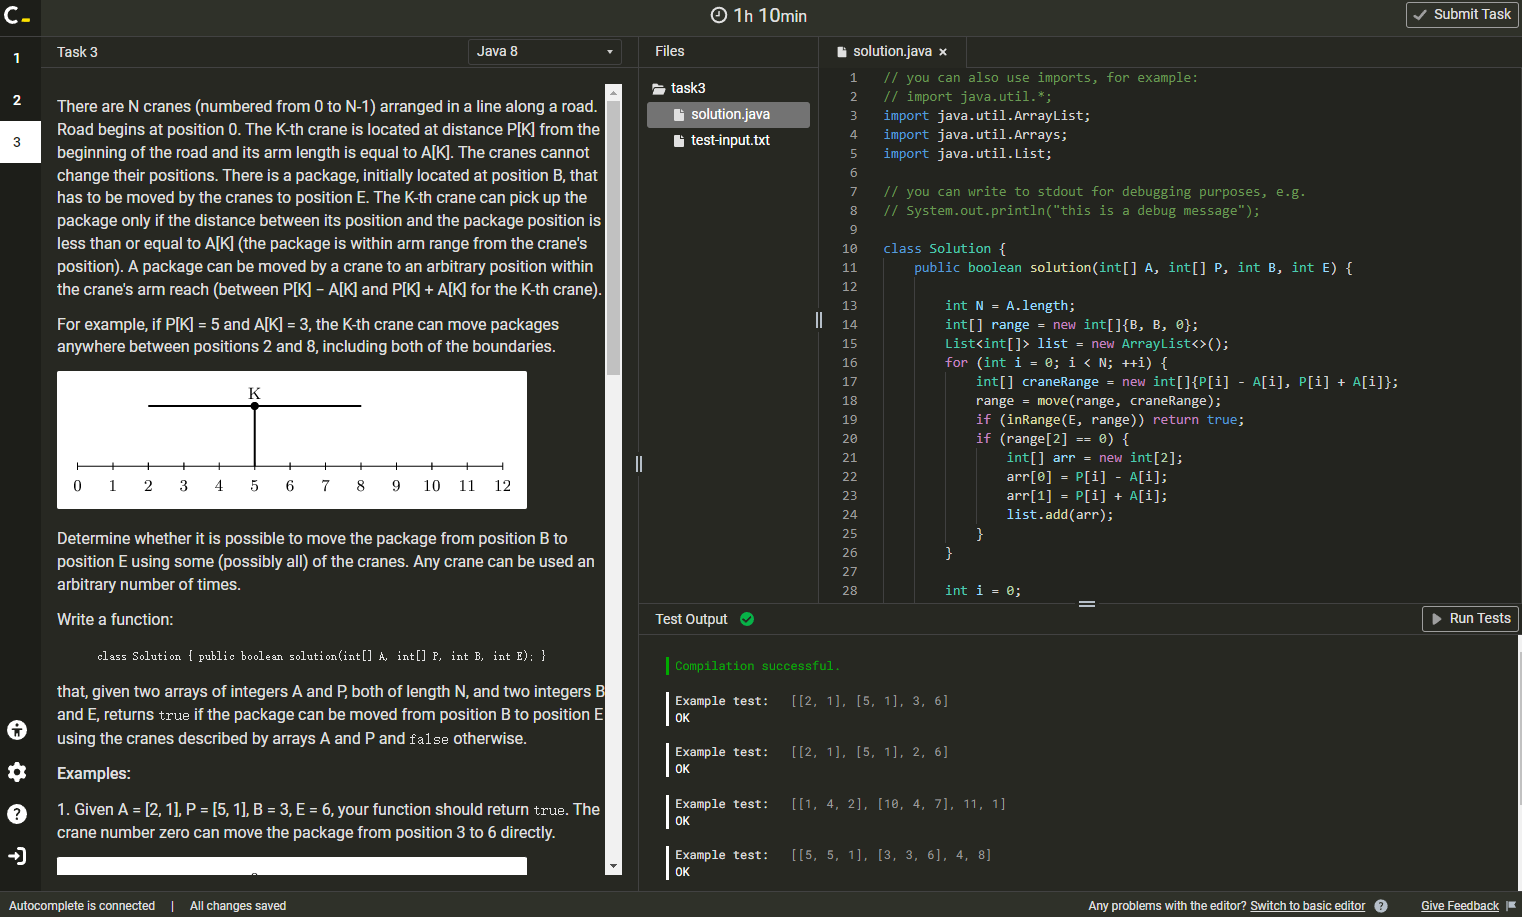 C_
1h 10min
Submit Task
1
2
3
Task 3
Java 8
There are N cranes (numbered from 0 to N-1) arranged in a line along a road.
Road begins at position 0. The K-th crane is located at distance P[K] from the
beginning of the road and its arm length is equal to A[K]. The cranes cannot
change their positions. There is a package, initially located at position B, that
has to be moved by the cranes to position E. The K-th crane can pick up the
package only if the distance between its position and the package position is
less than or equal to A[K] (the package is within arm range from the crane's
position). A package can be moved by a crane to an arbitrary position within
the crane's arm reach (between P[K] − A[K] and P[K] + A[K] for the K-th crane).
For example, if P[K] = 5 and A[K] = 3, the K-th crane can move packages
anywhere between positions 2 and 8, including both of the boundaries.
K
0 1 2 3 4 5 6 7 8 9 10 11 12
Determine whether it is possible to move the package from position B to
position E using some (possibly all) of the cranes. Any crane can be used an
arbitrary number of times.
Write a function:
class Solution { public boolean solution(int[] A, int[] P, int B, int E); }
that, given two arrays of integers A and P, both of length N, and two integers B
and E, returns true if the package can be moved from position B to position E
using the cranes described by arrays A and P and false otherwise.
Examples:
1. Given A = [2, 1], P = [5, 1], B = 3, E = 6, your function should return true. The
crane number zero can move the package from position 3 to 6 directly.
Files
task3
solution.java
test-input.txt
solution.java ×
1 // you can also use imports, for example:
2 // import java.util.*;
3 import java.util.ArrayList;
4 import java.util.Arrays;
5 import java.util.List;
6
7 // you can write to stdout for debugging purposes, e.g.
8 // System.out.println("this is a debug message");
9
10 class Solution {
11 public boolean solution(int[] A, int[] P, int B, int E) {
12
13 int N = A.length;
14 int[] range = new int[]{B, B, 0};
15 List<int[]> list = new ArrayList<>();
16 for (int i = 0; i < N; ++i) {
17 int[] craneRange = new int[]{P[i] - A[i], P[i] + A[i]};
18 range = move(range, craneRange);
19 if (inRange(E, range)) return true;
20 if (range[2] == 0) {
21 int[] arr = new int[2];
22 arr[0] = P[i] - A[i];
23 arr[1] = P[i] + A[i];
24 list.add(arr);
25 }
26 }
27
28 int i = 0;
Test Output
Run Tests
Compilation successful.
Example test: [[2, 1], [5, 1], 3, 6]
OK
Example test: [[2, 1], [5, 1], 2, 6]
OK
Example test: [[1, 4, 2], [10, 4, 7], 11, 1]
OK
Example test: [[5, 5, 1], [3, 3, 6], 4, 8]
OK
Autocomplete is connected | All changes saved
Any problems with the editor? Switch to basic editor ?
Give Feedback